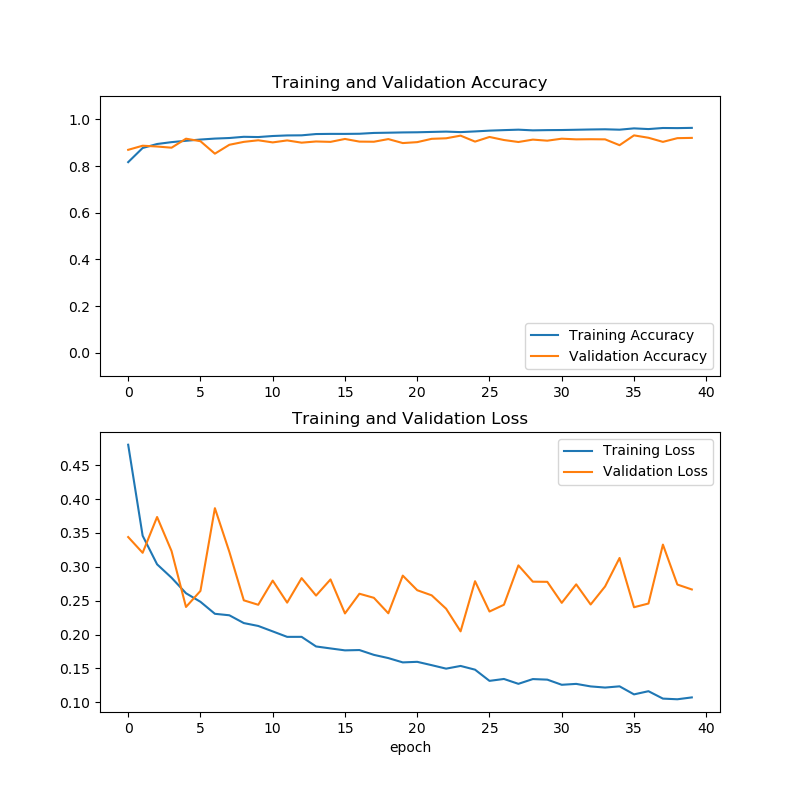 Training and Validation Accuracy
1.0
0.8
0.6
0.4
0.2
0.0
Training Accuracy
Validation Accuracy
0 5 10 15 20 25 30 35 40
Training and Validation Loss
Training Loss
Validation Loss
0.45
0.40
0.35
0.30
0.25
0.20
0.15
0.10
0 5 10 15 20 25 30 35 40
epoch